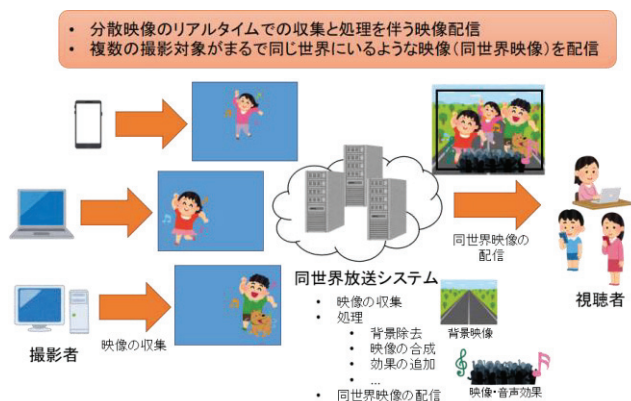 • 分散映像のリアルタイムでの収集と処理を伴う映像配信
• 複数の撮影対象がまるで同じ世界にいるような映像(同世界映像)を配信
同世界映像の
配信
視聴者
撮影者
映像の収集
同世界放送システム
• 映像の収集
• 処理
• 背景除去
• 映像の合成
• 効果の追加
• ...
• 同世界映像の配信
背景映像
映像・音声効果